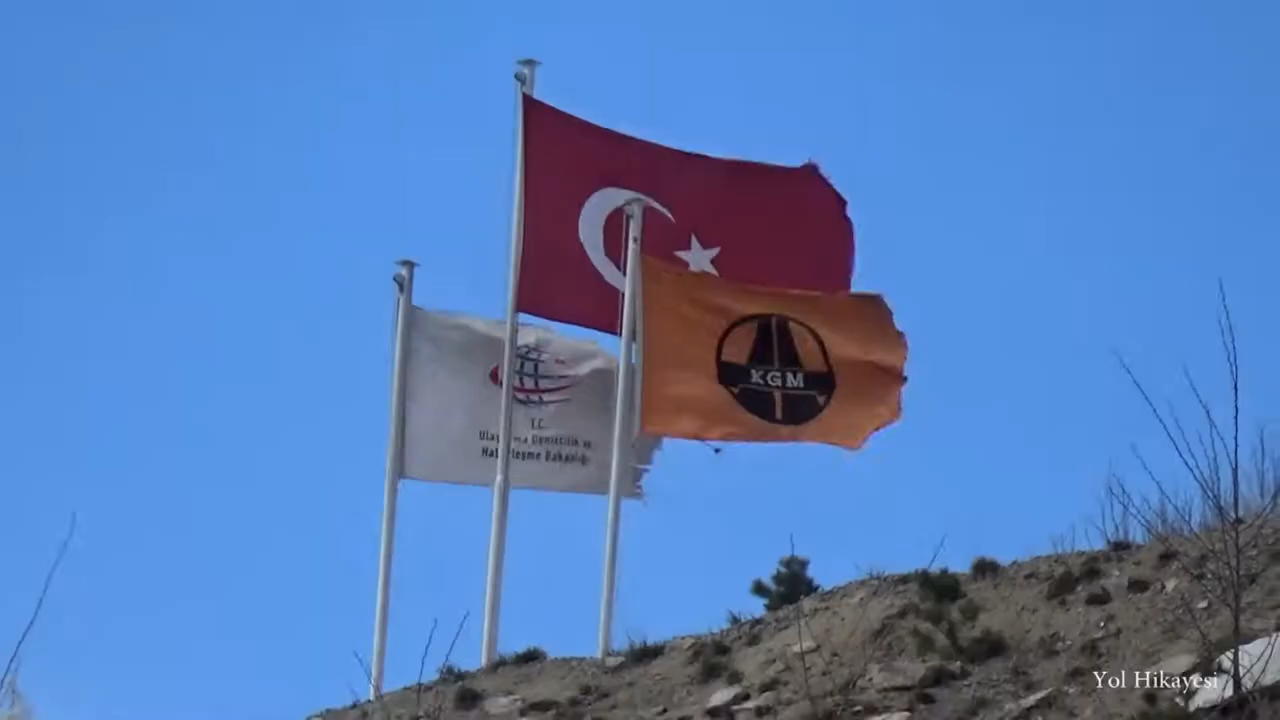 KGM
T.C.
Ulaştırma Denizcilik ve
Haberleşme Bakanlığı
Yol Hikayesi